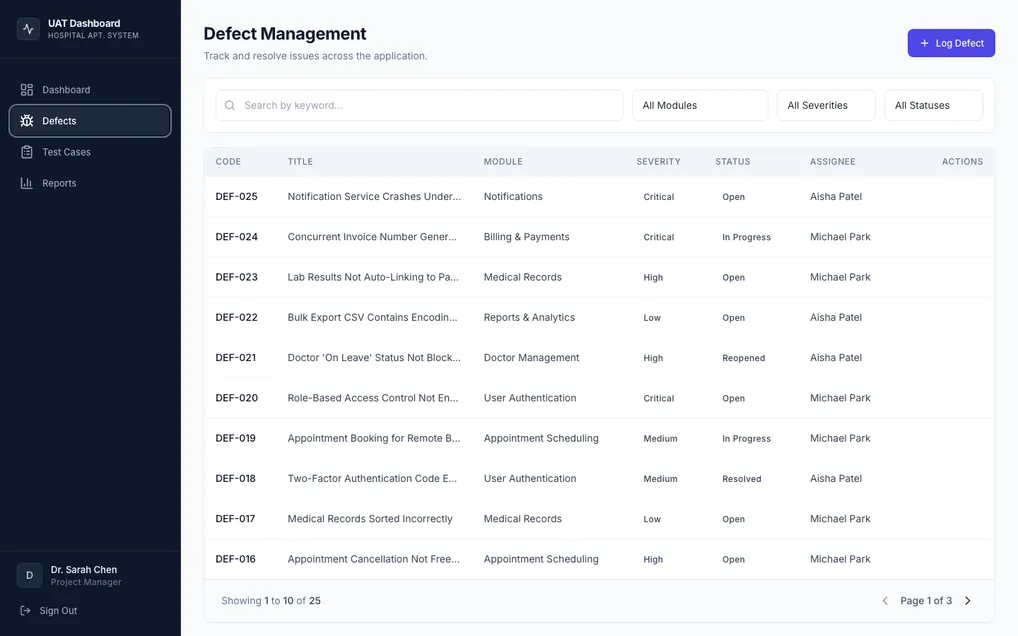 UAT Dashboard
HOSPITAL APT. SYSTEM
Dashboard
Defects
Test Cases
Reports
D
Dr. Sarah Chen
Project Manager
Sign Out
Defect Management
Track and resolve issues across the application.
Log Defect
Search by keyword... All Modules All Severities All Statuses
CODE TITLE MODULE SEVERITY STATUS ASSIGNEE ACTIONS
DEF-025 Notification Service Crashes Under... Notifications Critical Open Aisha Patel
DEF-024 Concurrent Invoice Number Gener... Billing & Payments Critical In Progress Michael Park
DEF-023 Lab Results Not Auto-Linking to Pa... Medical Records High Open Michael Park
DEF-022 Bulk Export CSV Contains Encodin... Reports & Analytics Low Open Aisha Patel
DEF-021 Doctor 'On Leave' Status Not Block... Doctor Management High Reopened Aisha Patel
DEF-020 Role-Based Access Control Not En... User Authentication Critical Open Michael Park
DEF-019 Appointment Booking for Remote B... Appointment Scheduling Medium In Progress Michael Park
DEF-018 Two-Factor Authentication Code E... User Authentication Medium Resolved Aisha Patel
DEF-017 Medical Records Sorted Incorrectly Medical Records Low Open Michael Park
DEF-016 Appointment Cancellation Not Free... Appointment Scheduling High Open Michael Park
Showing 1 to 10 of 25 Page 1 of 3